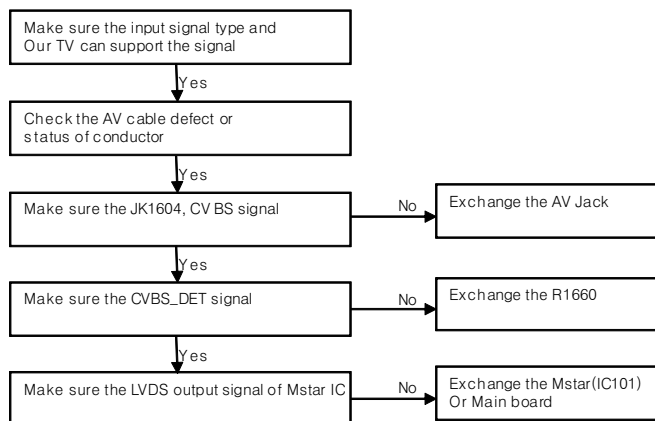 Make sure the input signal type and
Our TV can support the signal
Yes
Check the AV cable defect or
status of conductor
Yes
Make sure the JK1604, CVBS signal
No
Exchange the AV Jack
Yes
Make sure the CVBS_DET signal
No
Exchange the R1660
Yes
Make sure the LVDS output signal of Mstar IC
No
Exchange the Mstar(IC101)
Or Main board